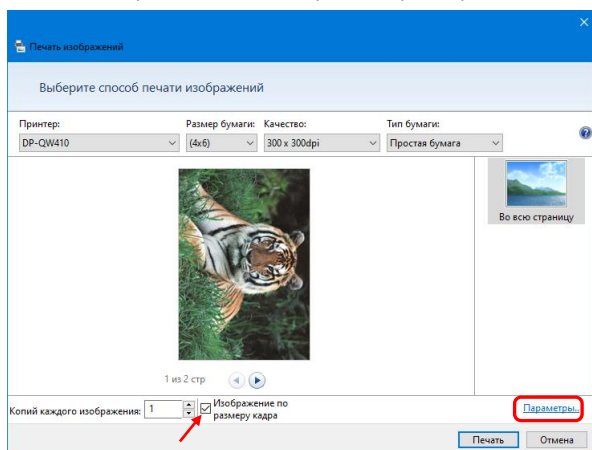 Печать изображений
Выберите способ печати изображений
Принтер: Размер бумаги: Качество: Тип бумаги:
DP-QW410 (4x6) 300 x 300dpi Простая бумага
Во всю страницу
1 из 2 стр
Копий каждого изображения: 1 Изображение по
размеру кадра
Параметры...
Печать Отмена